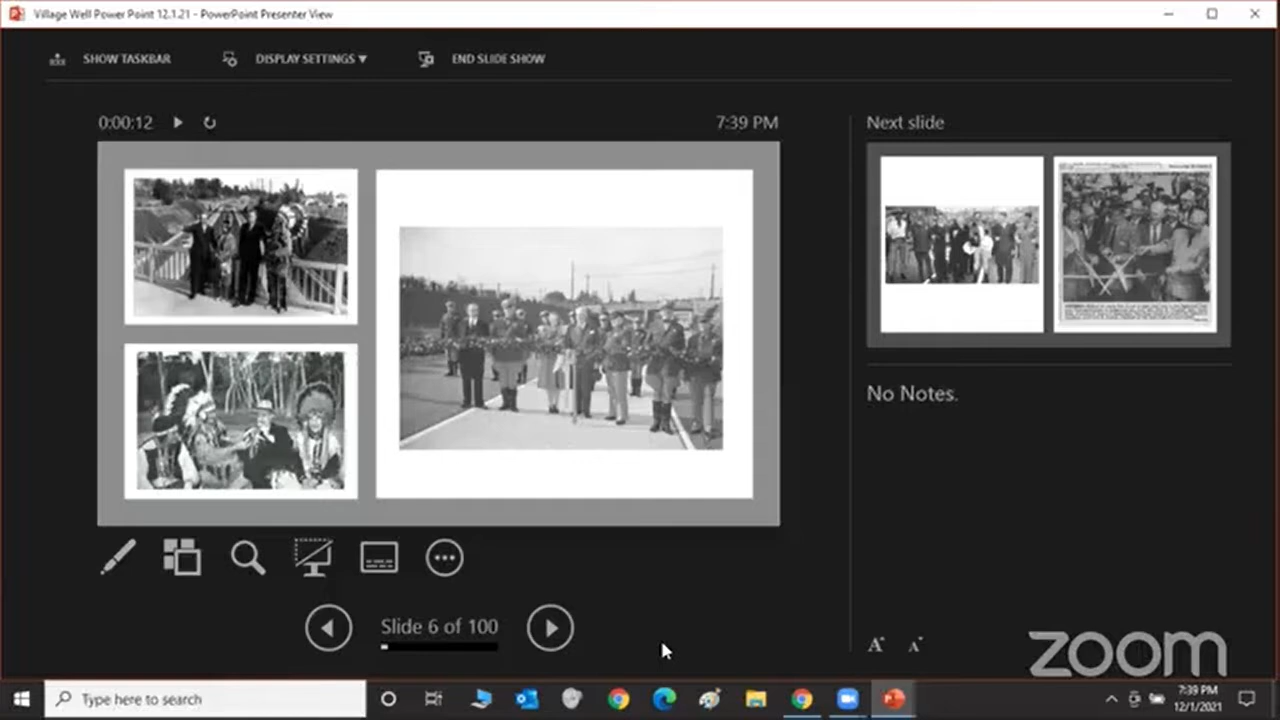 Village Well Power Point 12.1.21 - PowerPoint Presenter View
SHOW TASKBAR
DISPLAY SETTINGS ▼
END SLIDE SHOW
0:00:12
7:39 PM
Next slide
No Notes.
Slide 6 of 100
A A
zoom
Type here to search
7:39 PM
12/1/2021